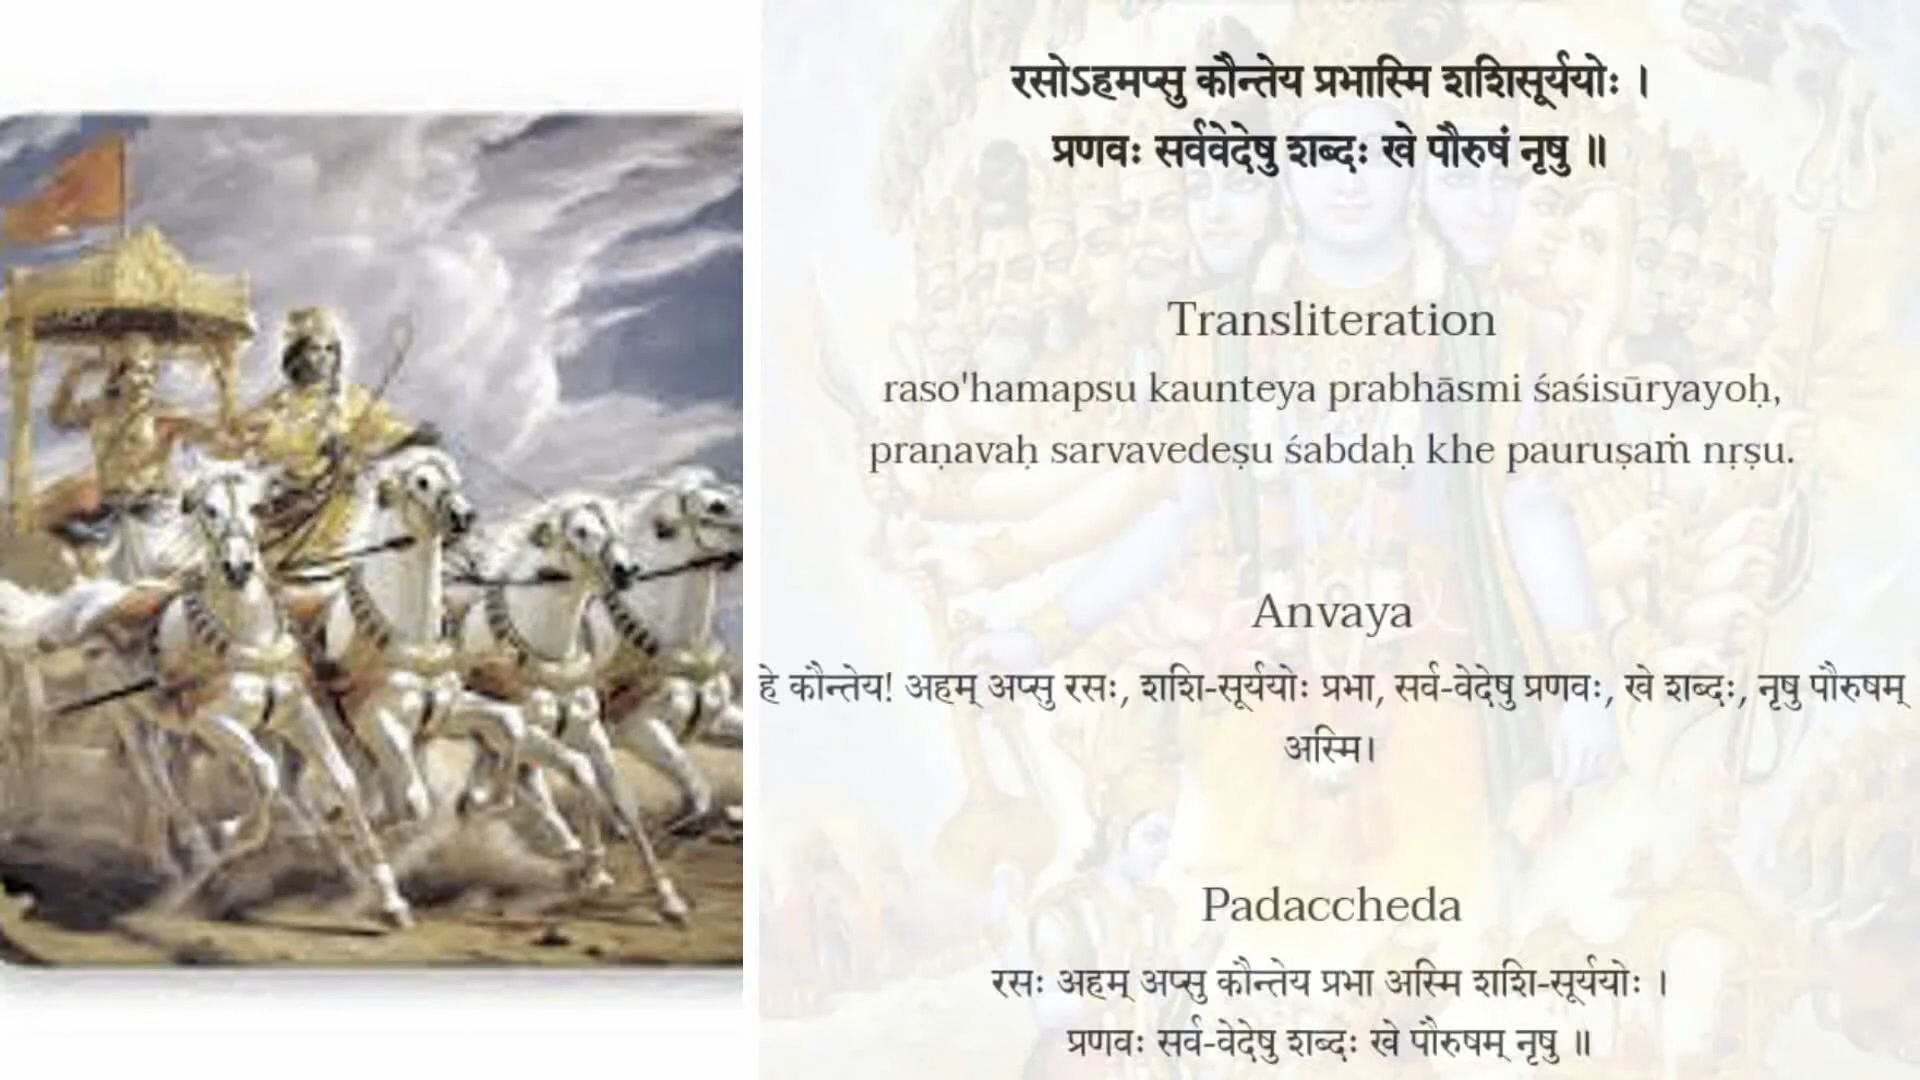 रसोऽहमप्सु कौन्तेय प्रभास्मि शशिसूर्ययोः ।
प्रणवः सर्ववेदेषु शब्दः खे पौरुषं नृषु ॥
Transliteration
raso'hamapsu kaunteya prabhāsmi śaśisūryayoḥ,
praṇavaḥ sarvavedeṣu śabdaḥ khe pauruṣaṁ nṛṣu.
Anvaya
हे कौन्तेय! अहम् अप्सु रसः, शशि-सूर्ययोः प्रभा, सर्व-वेदेषु प्रणवः, खे शब्दः, नृषु पौरुषम्
अस्मि।
Padaccheda
रसः अहम् अप्सु कौन्तेय प्रभा अस्मि शशि-सूर्ययोः ।
प्रणवः सर्व-वेदेषु शब्दः खे पौरुषम् नृषु ॥